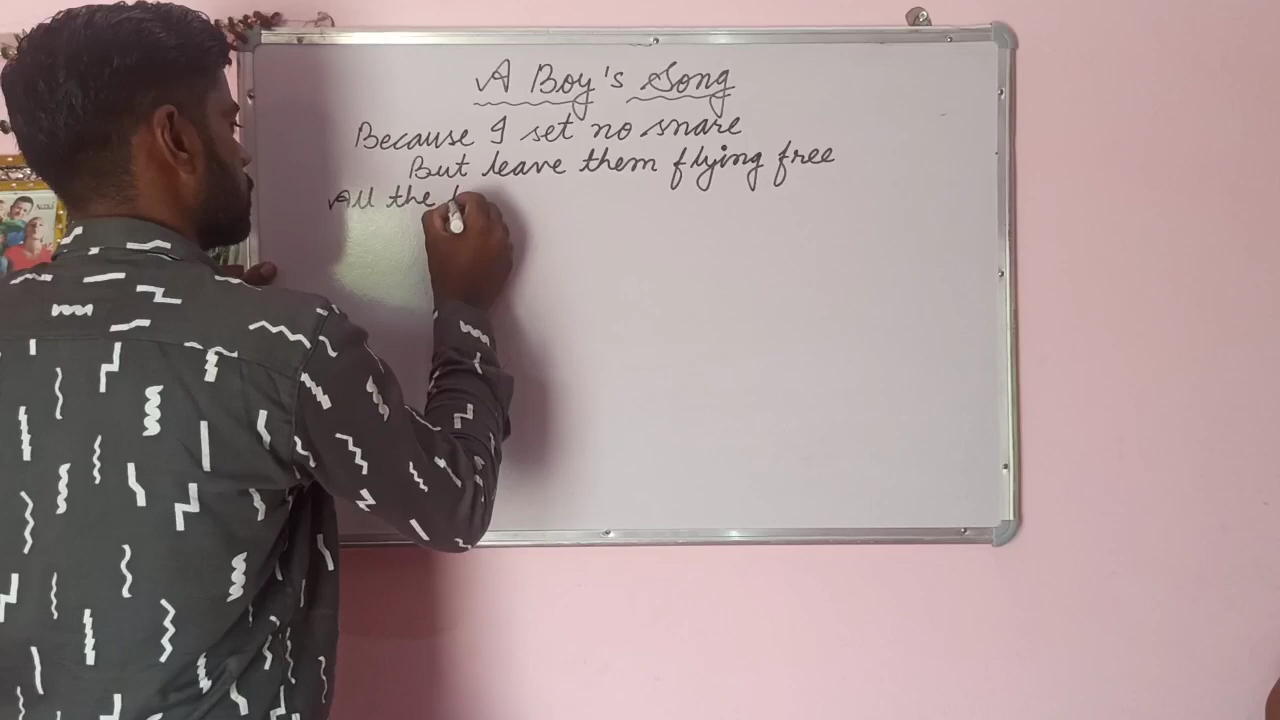 A Boy's Song
Because I set no snare
But leave them flying free
All the